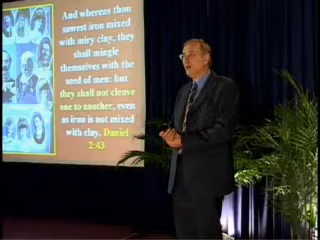 And whereas thou
sawest iron mixed
with miry clay, they
shall mingle
themselves with the
seed of men: but
they shall not cleave
one to another, even
as iron is not mixed
with clay. Daniel
2:43